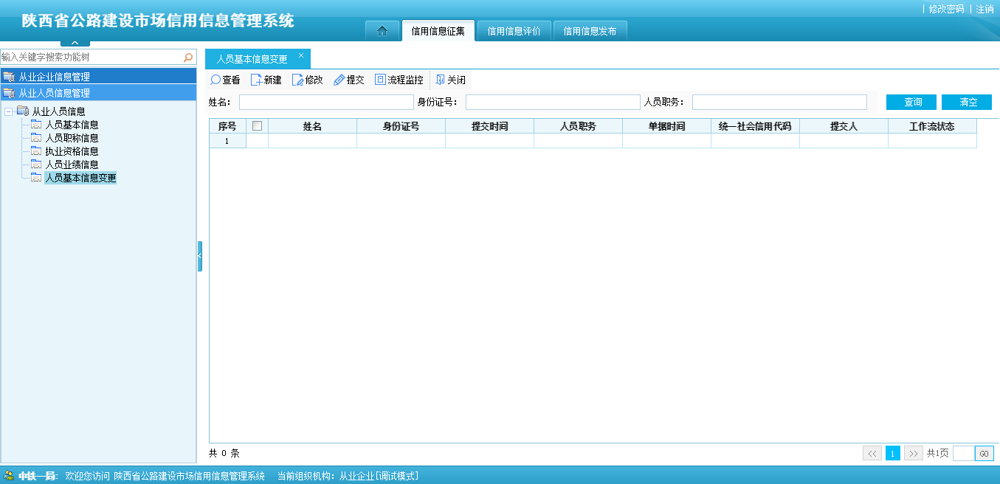 修改密码 注销
陕西省公路建设市场信用信息管理系统
信用信息征集 信用信息评价 信用信息发布
输入关键字搜索功能树
从业企业信息管理
从业人员信息管理
从业人员信息
人员基本信息
人员职称信息
执业资格信息
人员业绩信息
人员基本信息变更
人员基本信息变更 ×
查看 新建 修改 提交 流程监控 关闭
姓名: 身份证号: 人员职务: 查询 清空
序号 姓名 身份证号 提交时间 人员职务 单据时间 统一社会信用代码 提交人 工作流状态
1
共 0 条 << 1 >> 共1页 GO
中铁一局: 欢迎您访问 陕西省公路建设市场信用信息管理系统 当前组织机构: 从业企业[调试模式]